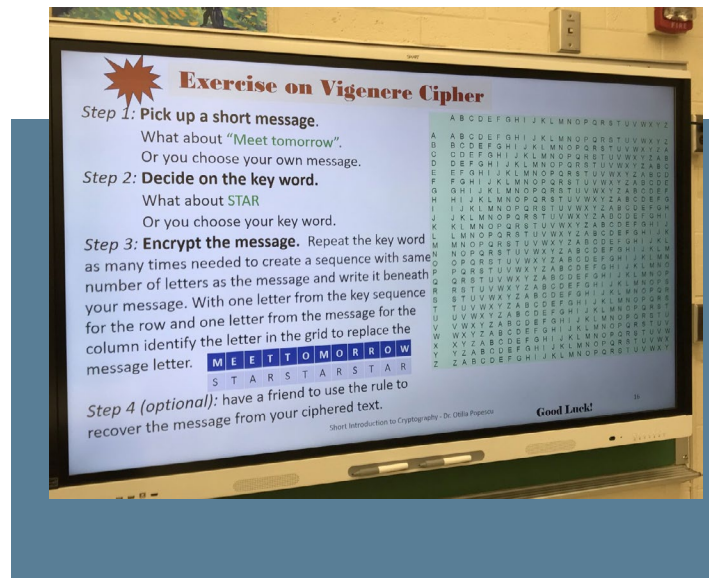 Exercise on Vigenere Cipher
Step 1: Pick up a short message.
What about “Meet tomorrow”.
Or you choose your own message.
Step 2: Decide on the key word.
What about STAR
Or you choose your key word.
Step 3: Encrypt the message. Repeat the key word
as many times needed to create a sequence with same
number of letters as the message and write it beneath
your message. With one letter from the key sequence
for the row and one letter from the message for the
column identify the letter in the grid to replace the
message letter.
M E E T T O M O R R O W
S T A R S T A R S T A R
Step 4 (optional): have a friend to use the rule to
recover the message from your ciphered text.
A B C D E F G H I J K L M N O P Q R S T U V W X Y Z
A A B C D E F G H I J K L M N O P Q R S T U V W X Y Z
B B C D E F G H I J K L M N O P Q R S T U V W X Y Z A
C C D E F G H I J K L M N O P Q R S T U V W X Y Z A B
D D E F G H I J K L M N O P Q R S T U V W X Y Z A B C
E E F G H I J K L M N O P Q R S T U V W X Y Z A B C D
F F G H I J K L M N O P Q R S T U V W X Y Z A B C D E
G G H I J K L M N O P Q R S T U V W X Y Z A B C D E F
H H I J K L M N O P Q R S T U V W X Y Z A B C D E F G
I I J K L M N O P Q R S T U V W X Y Z A B C D E F G H
J J K L M N O P Q R S T U V W X Y Z A B C D E F G H I
K K L M N O P Q R S T U V W X Y Z A B C D E F G H I J
L L M N O P Q R S T U V W X Y Z A B C D E F G H I J K
M M N O P Q R S T U V W X Y Z A B C D E F G H I J K L
N N O P Q R S T U V W X Y Z A B C D E F G H I J K L M
O O P Q R S T U V W X Y Z A B C D E F G H I J K L M N
P P Q R S T U V W X Y Z A B C D E F G H I J K L M N O
Q Q R S T U V W X Y Z A B C D E F G H I J K L M N O P
R R S T U V W X Y Z A B C D E F G H I J K L M N O P Q
S S T U V W X Y Z A B C D E F G H I J K L M N O P Q R
T T U V W X Y Z A B C D E F G H I J K L M N O P Q R S
U U V W X Y Z A B C D E F G H I J K L M N O P Q R S T
V V W X Y Z A B C D E F G H I J K L M N O P Q R S T U
W W X Y Z A B C D E F G H I J K L M N O P Q R S T U V
X X Y Z A B C D E F G H I J K L M N O P Q R S T U V W
Y Y Z A B C D E F G H I J K L M N O P Q R S T U V W X
Z Z A B C D E F G H I J K L M N O P Q R S T U V W X Y
Short Introduction to Cryptography - Dr. Otilia Popescu
Good Luck!